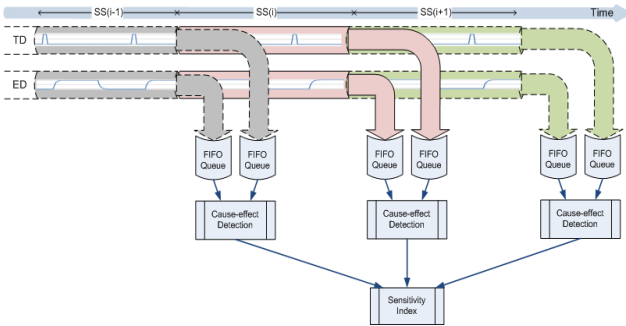 SS(i-1)
SS(i)
SS(i+1)
Time
TD
ED
FIFO
Queue
FIFO
Queue
FIFO
Queue
FIFO
Queue
FIFO
Queue
FIFO
Queue
Cause-effect
Detection
Cause-effect
Detection
Cause-effect
Detection
Sensitivity
Index